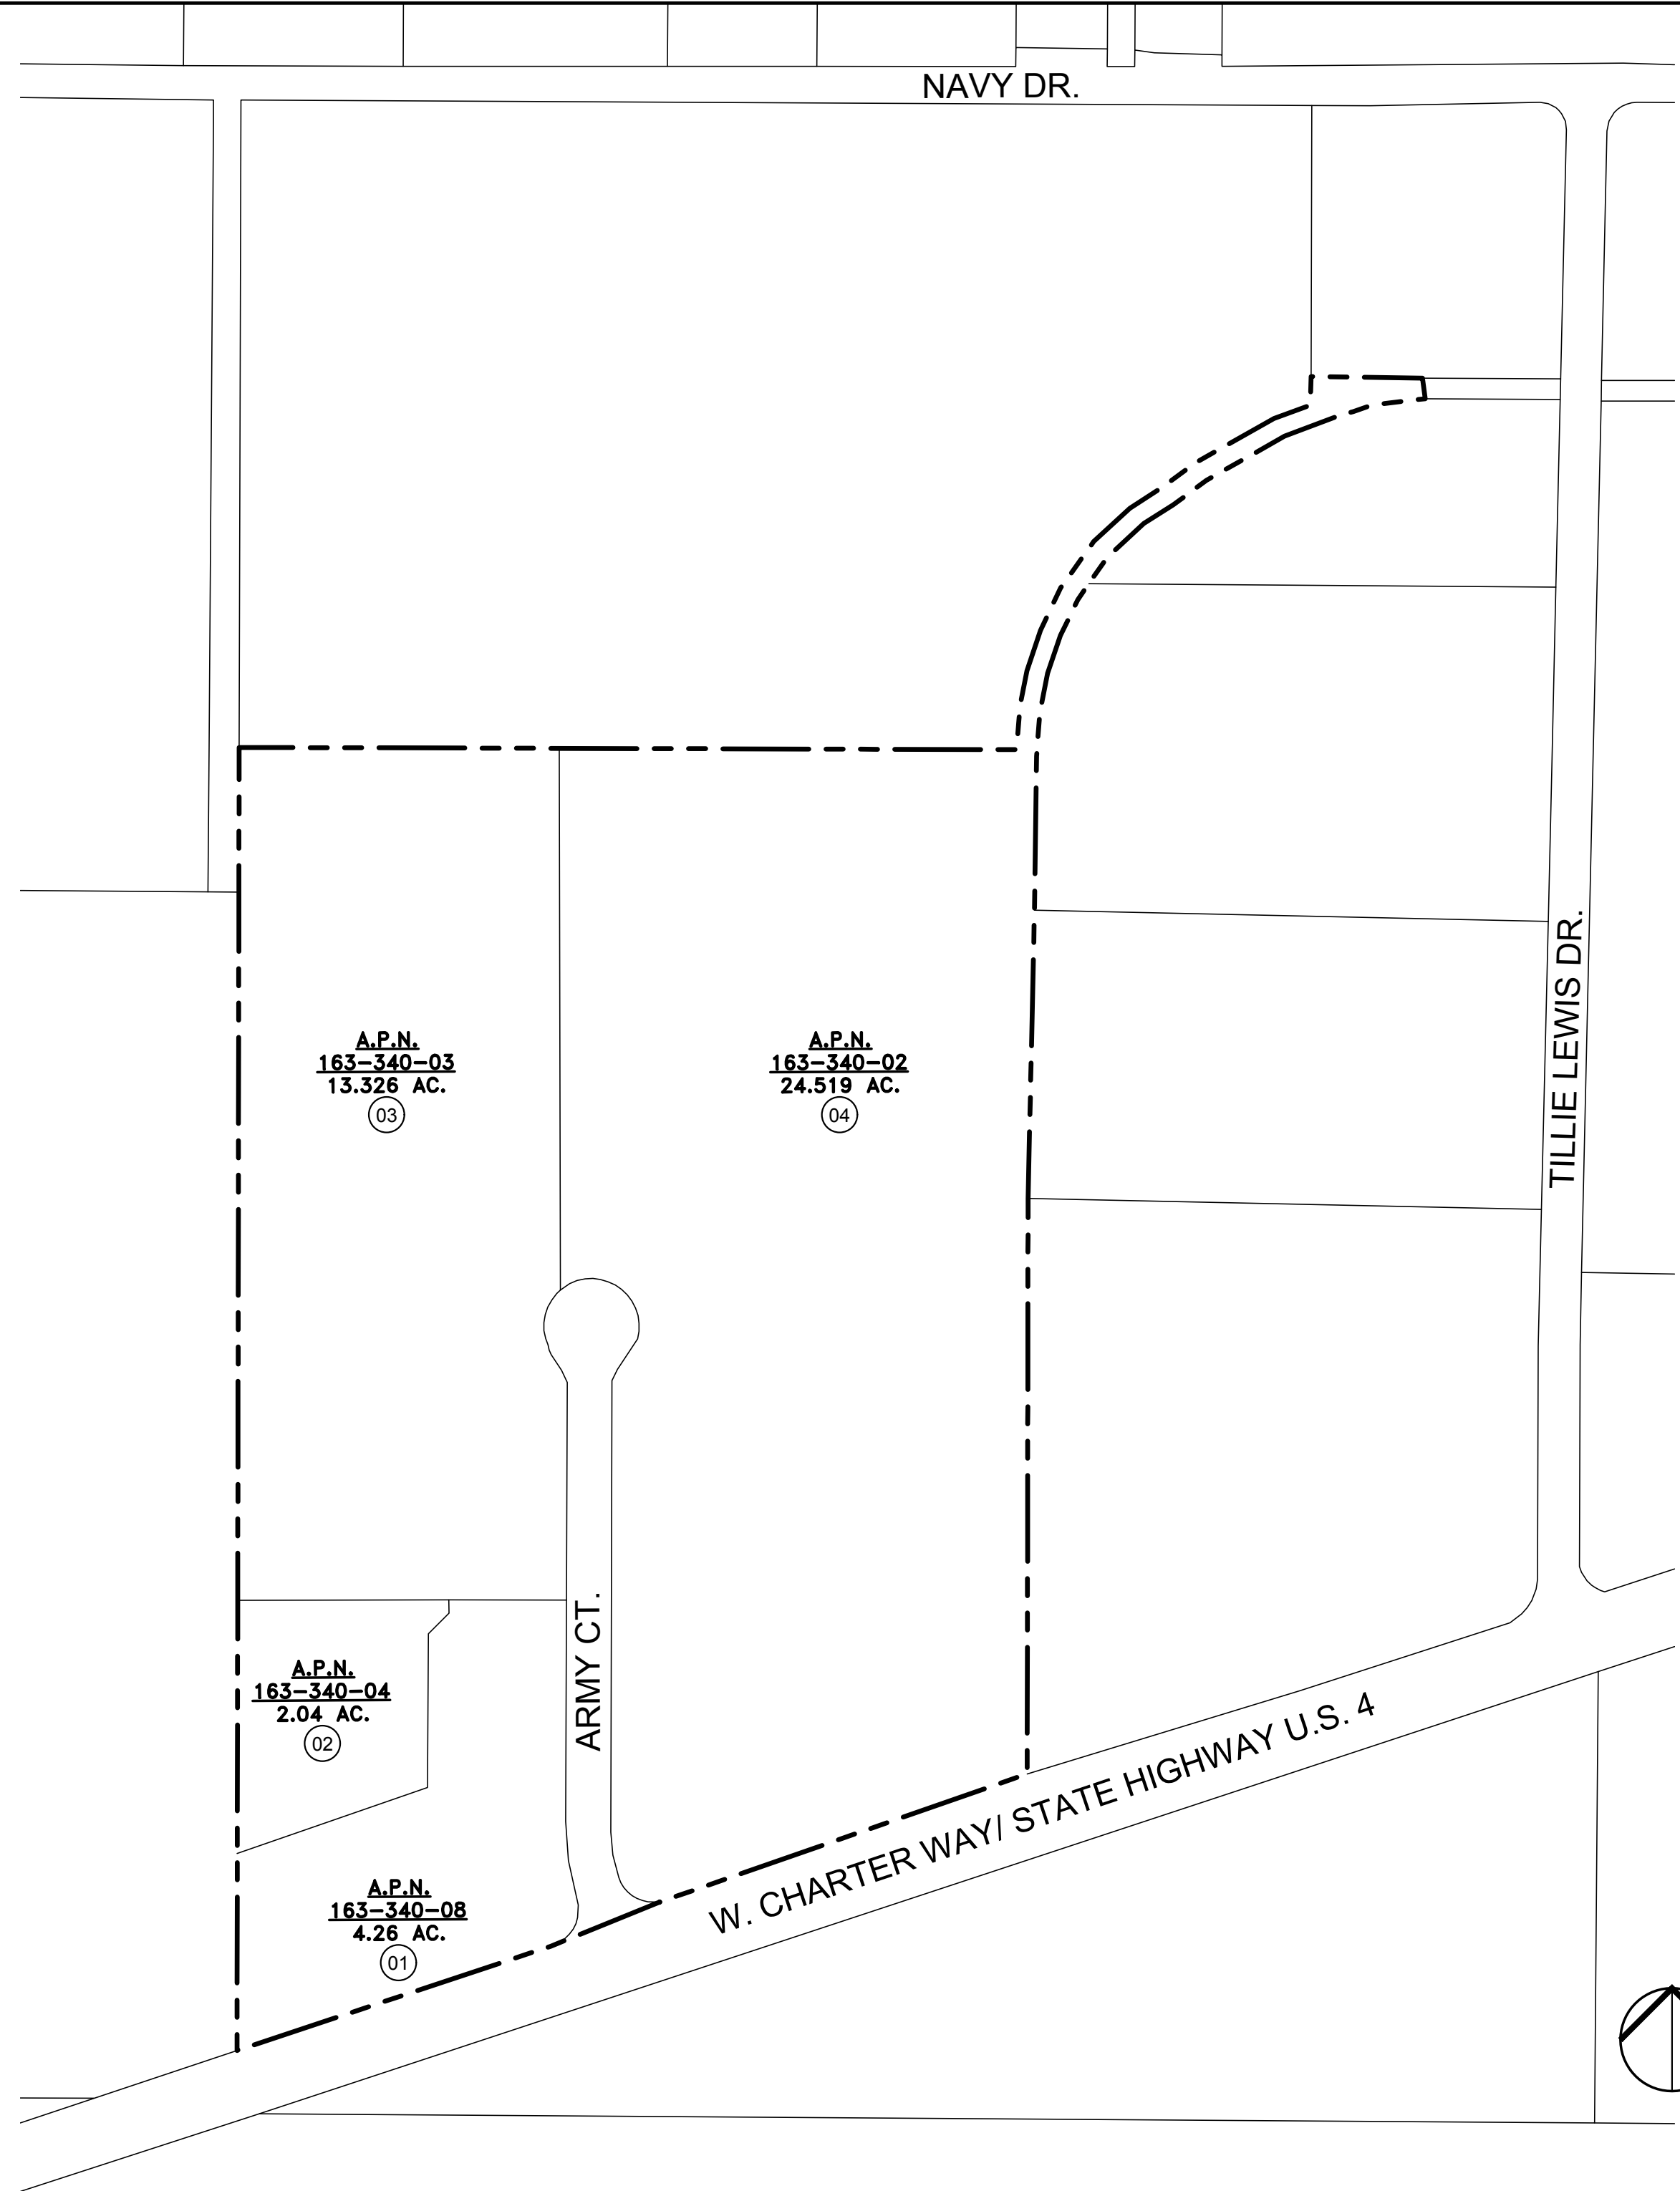 NAVY DR.
TILLIE LEWIS DR.
A.P.N.
163-340-03
13.326 AC.
03
A.P.N.
163-340-02
24.519 AC.
04
ARMY CT.
A.P.N.
163-340-04
2.04 AC.
02
W. CHARTER WAY/ STATE HIGHWAY U.S. 4
A.P.N.
163-340-08
4.26 AC.
01